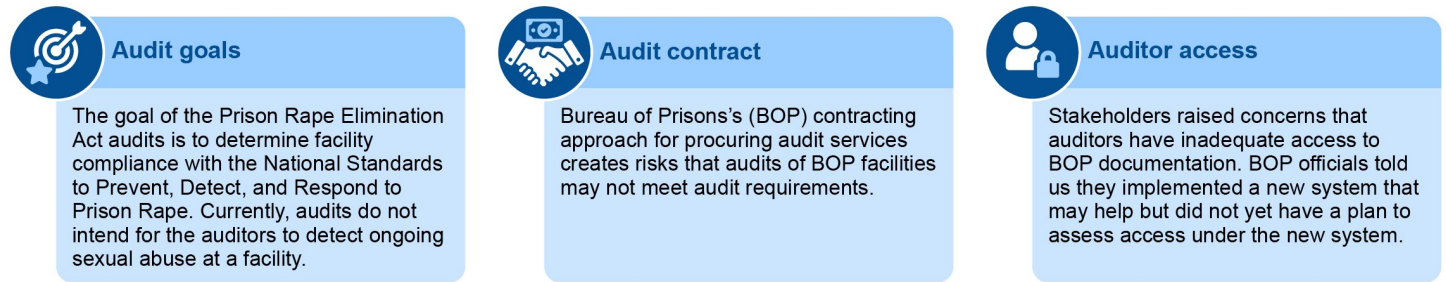 Audit goals
The goal of the Prison Rape Elimination
Act audits is to determine facility
compliance with the National Standards
to Prevent, Detect, and Respond to
Prison Rape. Currently, audits do not
intend for the auditors to detect ongoing
sexual abuse at a facility.
Audit contract
Bureau of Prisons's (BOP) contracting
approach for procuring audit services
creates risks that audits of BOP facilities
may not meet audit requirements.
Auditor access
Stakeholders raised concerns that
auditors have inadequate access to
BOP documentation. BOP officials told
us they implemented a new system that
may help but did not yet have a plan to
assess access under the new system.